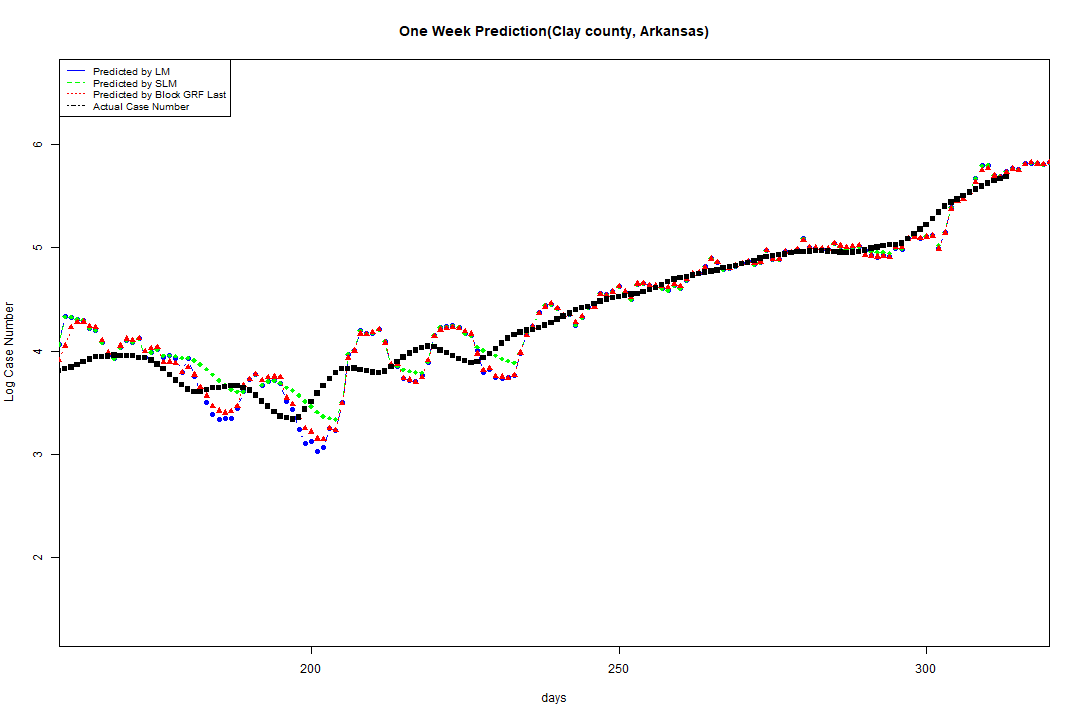 One Week Prediction(Clay county, Arkansas)
Predicted by LM
Predicted by SLM
Predicted by Block GRF Last
Actual Case Number
6
5
4
3
2
Log Case Number
200
250
300
days